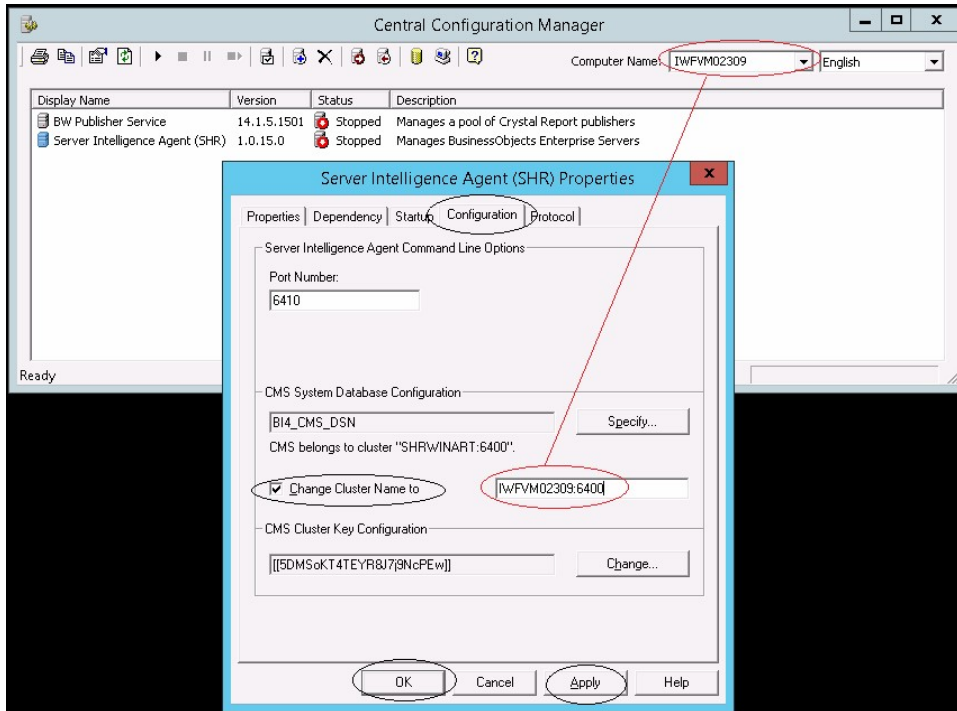 Central Configuration Manager
Computer Name: IWFVM02309 English
Display Name Version Status Description
BW Publisher Service 14.1.5.1501 Stopped Manages a pool of Crystal Report publishers
Server Intelligence Agent (SHR) 1.0.15.0 Stopped Manages BusinessObjects Enterprise Servers
Ready
Server Intelligence Agent (SHR) Properties
Properties Dependency Startup Configuration Protocol
Server Intelligence Agent Command Line Options
Port Number:
6410
CMS System Database Configuration
BI4_CMS_DSN Specify...
CMS belongs to cluster "SHRWINART:6400".
Change Cluster Name to IWFVM02309:6400
CMS Cluster Key Configuration
[[5DMSoKT4TEYR8J7j9NcPEw]] Change...
OK Cancel Apply Help